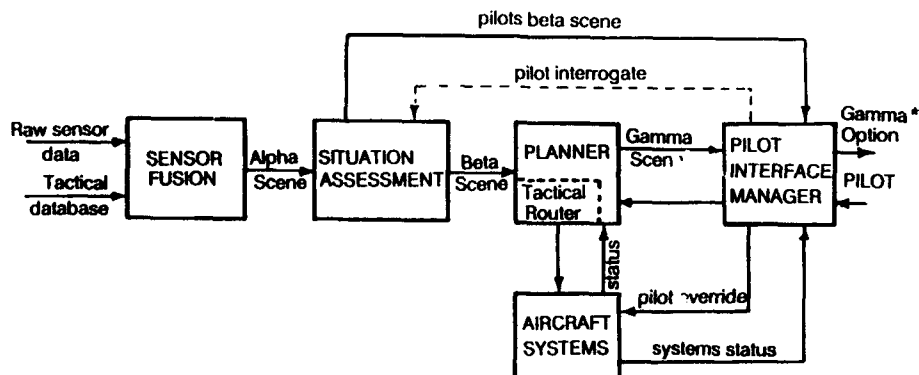 pilots beta scene
pilot interrogate
Raw sensor
data
Tactical
database
SENSOR
FUSION
Alpha
Scene
SITUATION
ASSESSMENT
Beta
Scene
PLANNER
Tactical
Router
Gamma
Scen
PILOT
INTERFACE
MANAGER
Gamma *
Option
PILOT
status
pilot
AIRCRAFT
SYSTEMS
systems status